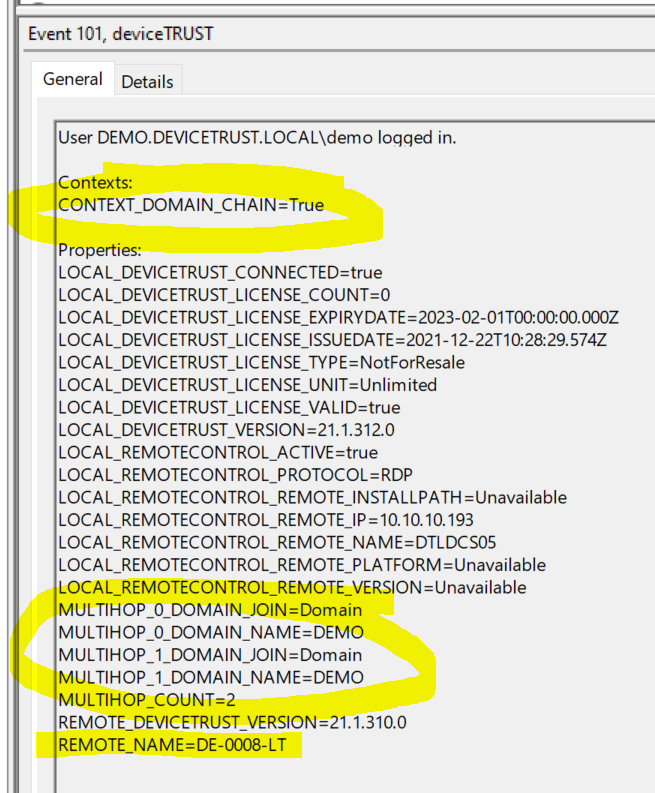 Event 101, deviceTRUST
General Details
User DEMO.DEVICETRUST.LOCAL\demo logged in.
Contexts:
CONTEXT_DOMAIN_CHAIN=True
Properties:
LOCAL_DEVICETRUST_CONNECTED=true
LOCAL_DEVICETRUST_LICENSE_COUNT=0
LOCAL_DEVICETRUST_LICENSE_EXPIRYDATE=2023-02-01T00:00:00.000Z
LOCAL_DEVICETRUST_LICENSE_ISSUEDATE=2021-12-22T10:28:29.574Z
LOCAL_DEVICETRUST_LICENSE_TYPE=NotForResale
LOCAL_DEVICETRUST_LICENSE_UNIT=Unlimited
LOCAL_DEVICETRUST_LICENSE_VALID=true
LOCAL_DEVICETRUST_VERSION=21.1.312.0
LOCAL_REMOTECONTROL_ACTIVE=true
LOCAL_REMOTECONTROL_PROTOCOL=RDP
LOCAL_REMOTECONTROL_REMOTE_INSTALLPATH=Unavailable
LOCAL_REMOTECONTROL_REMOTE_IP=10.10.10.193
LOCAL_REMOTECONTROL_REMOTE_NAME=DTLDCS05
LOCAL_REMOTECONTROL_REMOTE_PLATFORM=Unavailable
LOCAL_REMOTECONTROL_REMOTE_VERSION=Unavailable
MULTIHOP_0_DOMAIN_JOIN=Domain
MULTIHOP_0_DOMAIN_NAME=DEMO
MULTIHOP_1_DOMAIN_JOIN=Domain
MULTIHOP_1_DOMAIN_NAME=DEMO
MULTIHOP_COUNT=2
REMOTE_DEVICETRUST_VERSION=21.1.310.0
REMOTE_NAME=DE-0008-LT